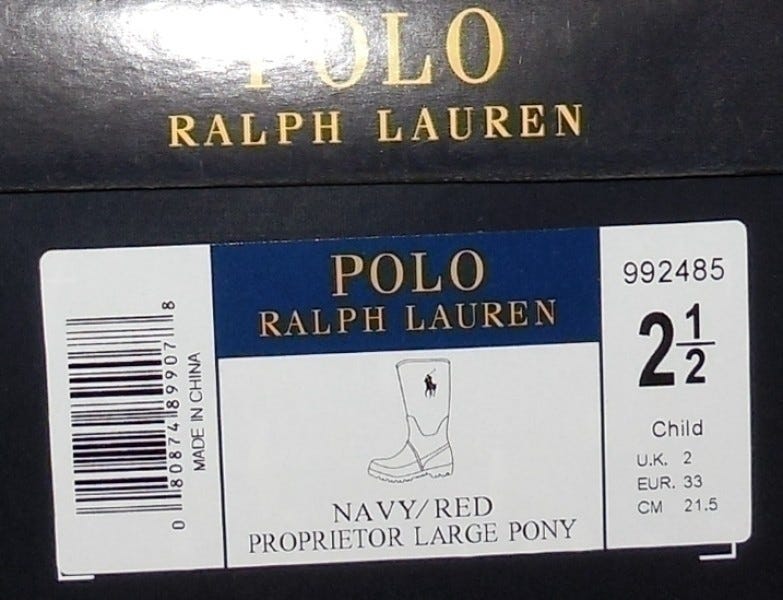 POLO
RALPH LAUREN
0 80874 89907 8
MADE IN CHINA
POLO
RALPH LAUREN
NAVY/RED
PROPRIETOR LARGE PONY
992485
2 1/2
Child
U.K. 2
EUR. 33
CM 21.5